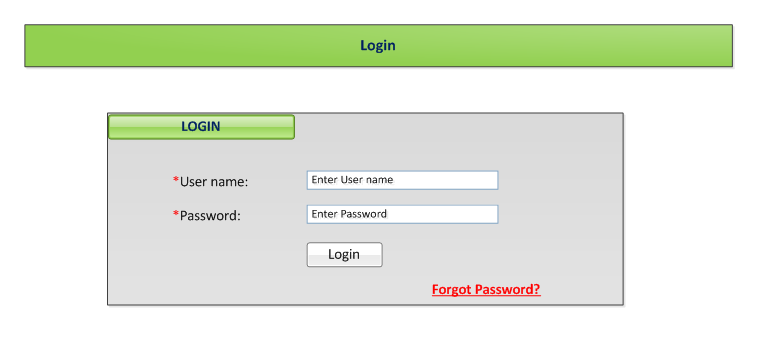 Login
LOGIN
*User name: Enter User name
*Password: Enter Password
Login
Forgot Password?